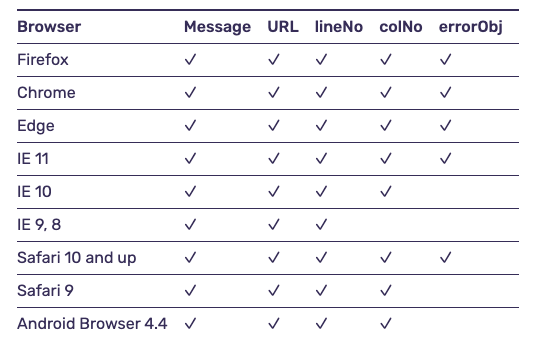 Browser Message URL lineNo colNo errorObj
Firefox ✓ ✓ ✓ ✓ ✓
Chrome ✓ ✓ ✓ ✓ ✓
Edge ✓ ✓ ✓ ✓ ✓
IE 11 ✓ ✓ ✓ ✓ ✓
IE 10 ✓ ✓ ✓ ✓
IE 9, 8 ✓ ✓ ✓
Safari 10 and up ✓ ✓ ✓ ✓ ✓
Safari 9 ✓ ✓ ✓ ✓
Android Browser 4.4 ✓ ✓ ✓ ✓